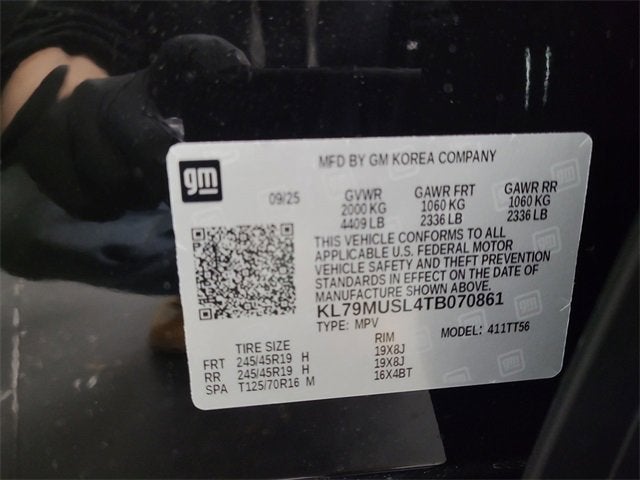 gm
MFD BY GM KOREA COMPANY
09/25 GVWR GAWR FRT GAWR RR
2000 KG 1060 KG 1060 KG
4409 LB 2336 LB 2336 LB
THIS VEHICLE CONFORMS TO ALL
APPLICABLE U.S. FEDERAL MOTOR
VEHICLE SAFETY AND THEFT PREVENTION
STANDARDS IN EFFECT ON THE DATE OF
MANUFACTURE SHOWN ABOVE.
KL79MUSL4TB070861
TYPE: MPV MODEL: 411TT56
TIRE SIZE RIM
FRT 245/45R19 H 19X8J
RR 245/45R19 H 19X8J
SPA T125/70R16 M 16X4BT